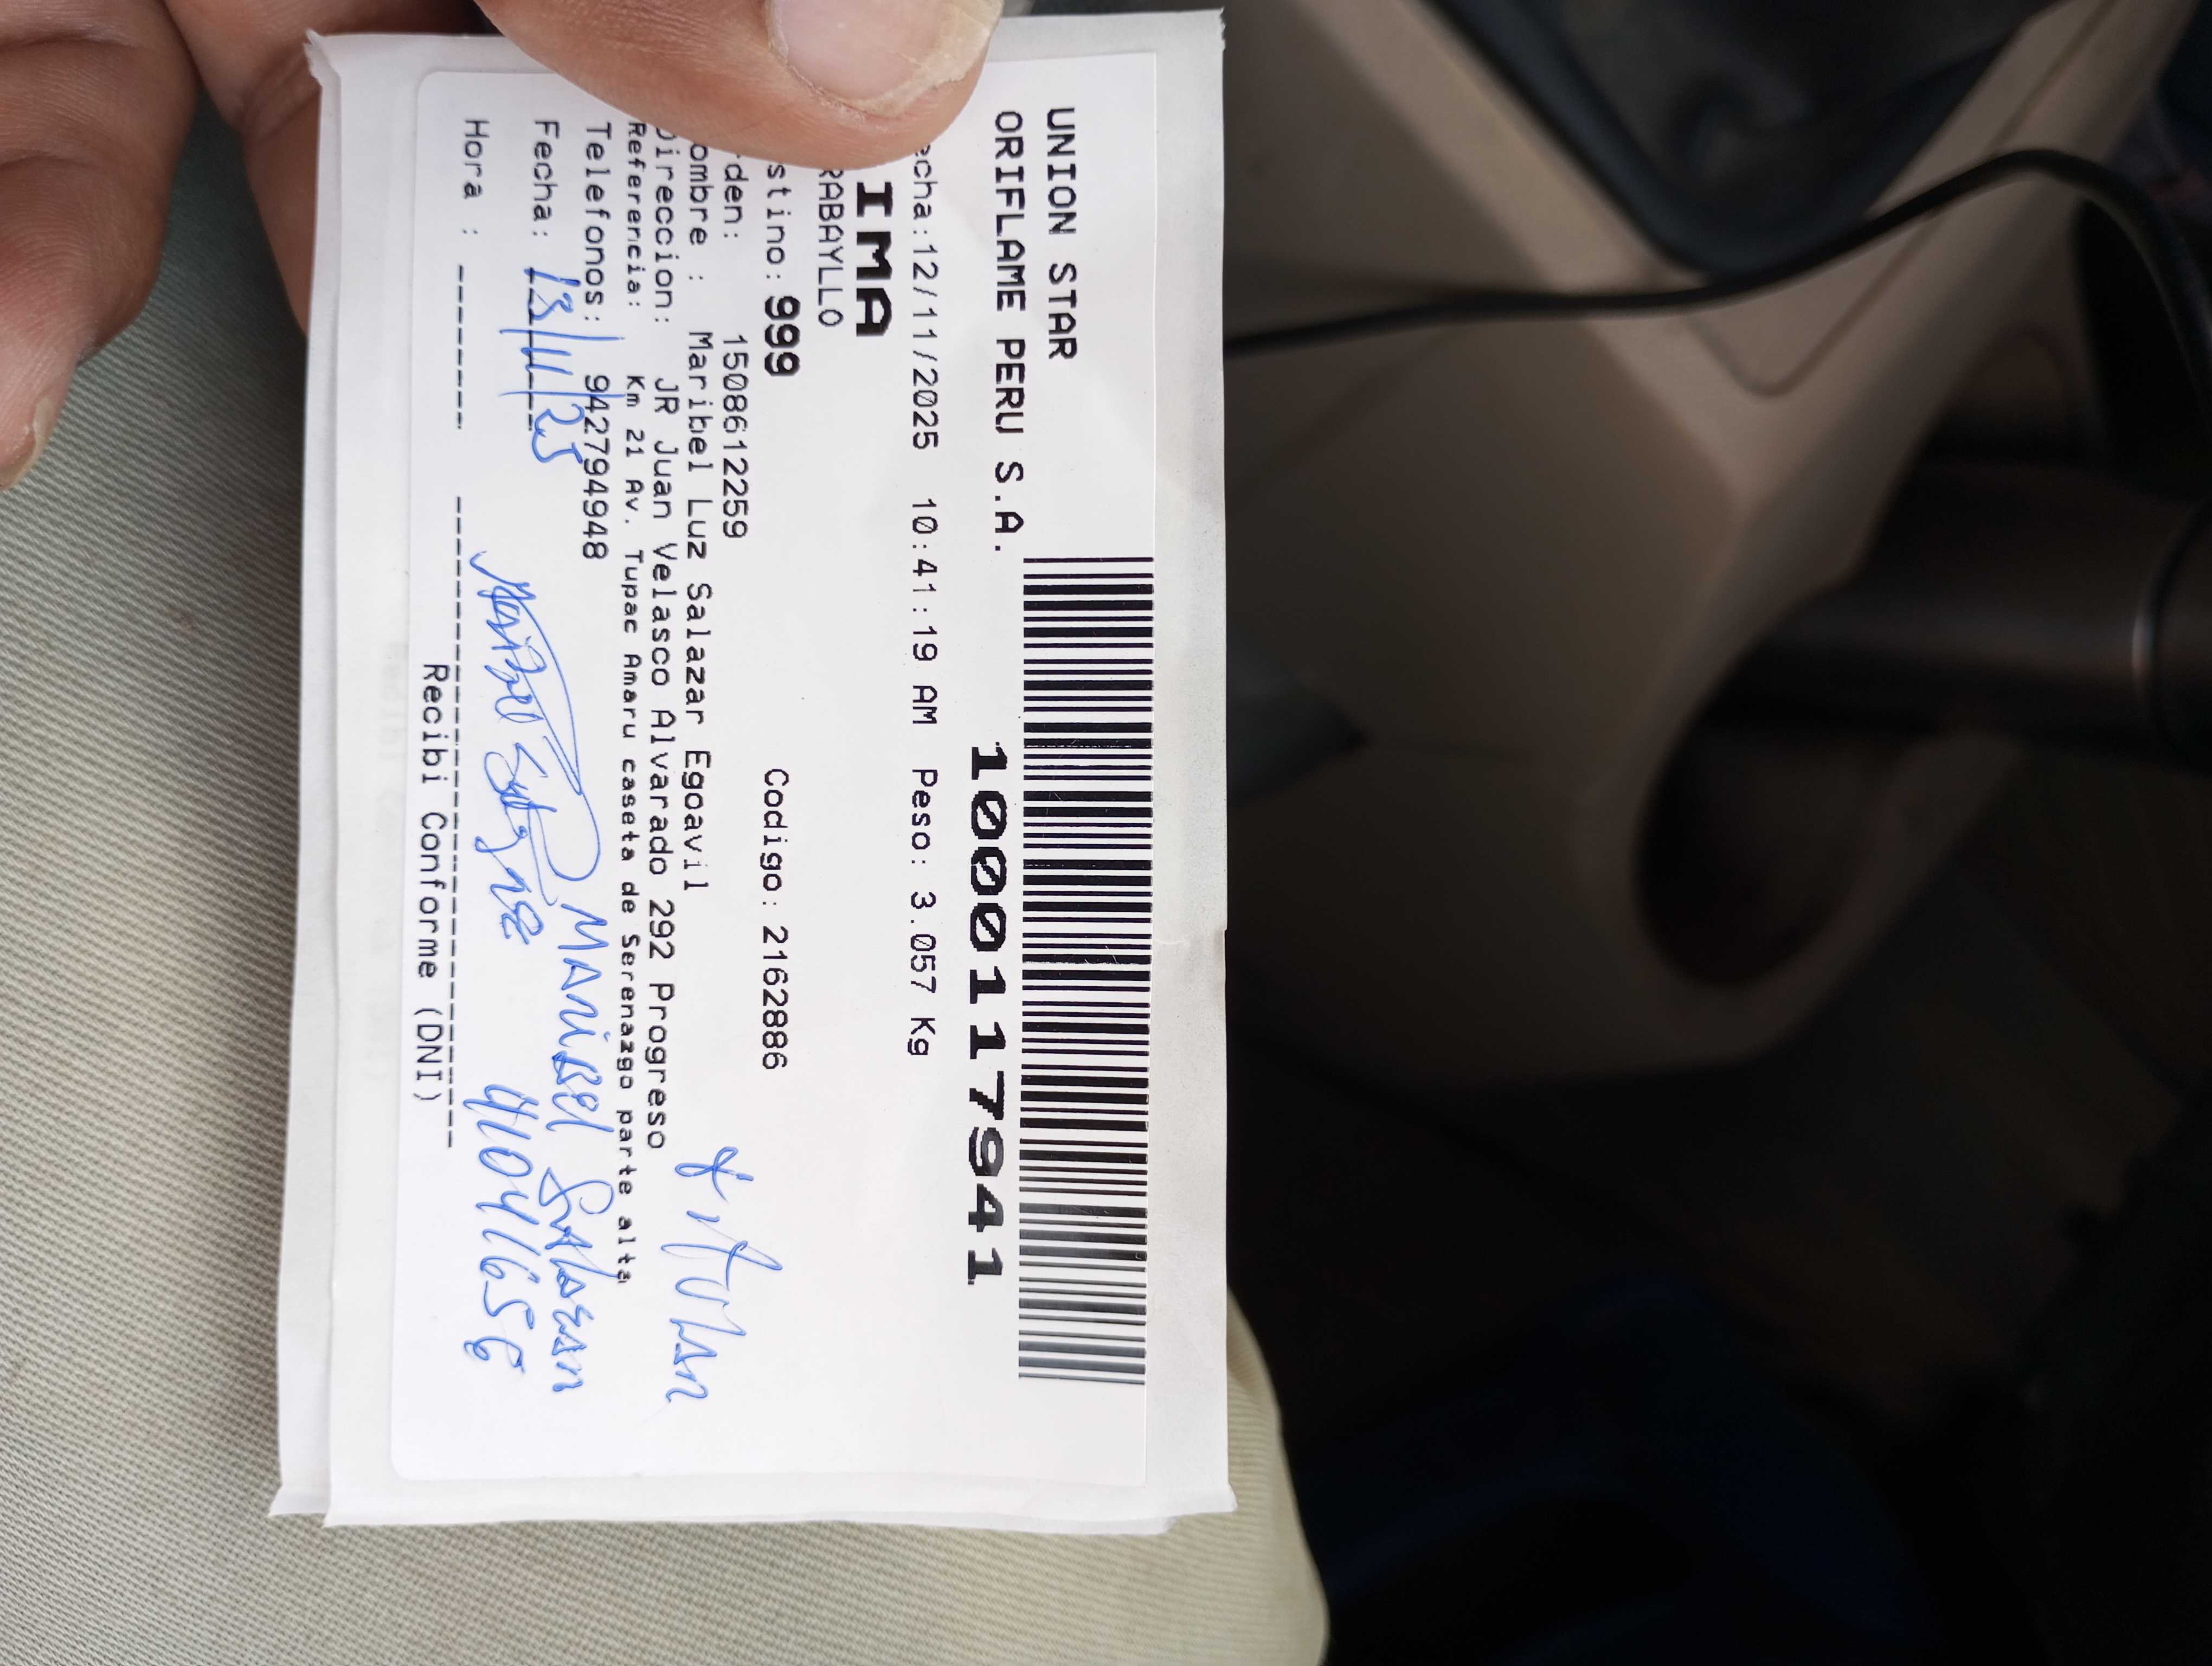 UNION STAR
ORIFLAME PERU S.A.
1000117941
echa:12/11/2025 10:41:19 AM Peso: 3.057 Kg
IMA
RABAYLLO
stino: 999 Codigo: 2162886
den: 1508612259
ombre : Maribel Luz Salazar Egoavil
Direccion: JR Juan Velasco Alvarado 292 Progreso
Referencia: Km 21 Av. Tupac Amaru caseta de Serenazgo parte alta
Telefonos: 942794948
titular
Fecha: 13/11/25 Maribel Salazar
Hora : 41041656
Recibi Conforme (DNI)